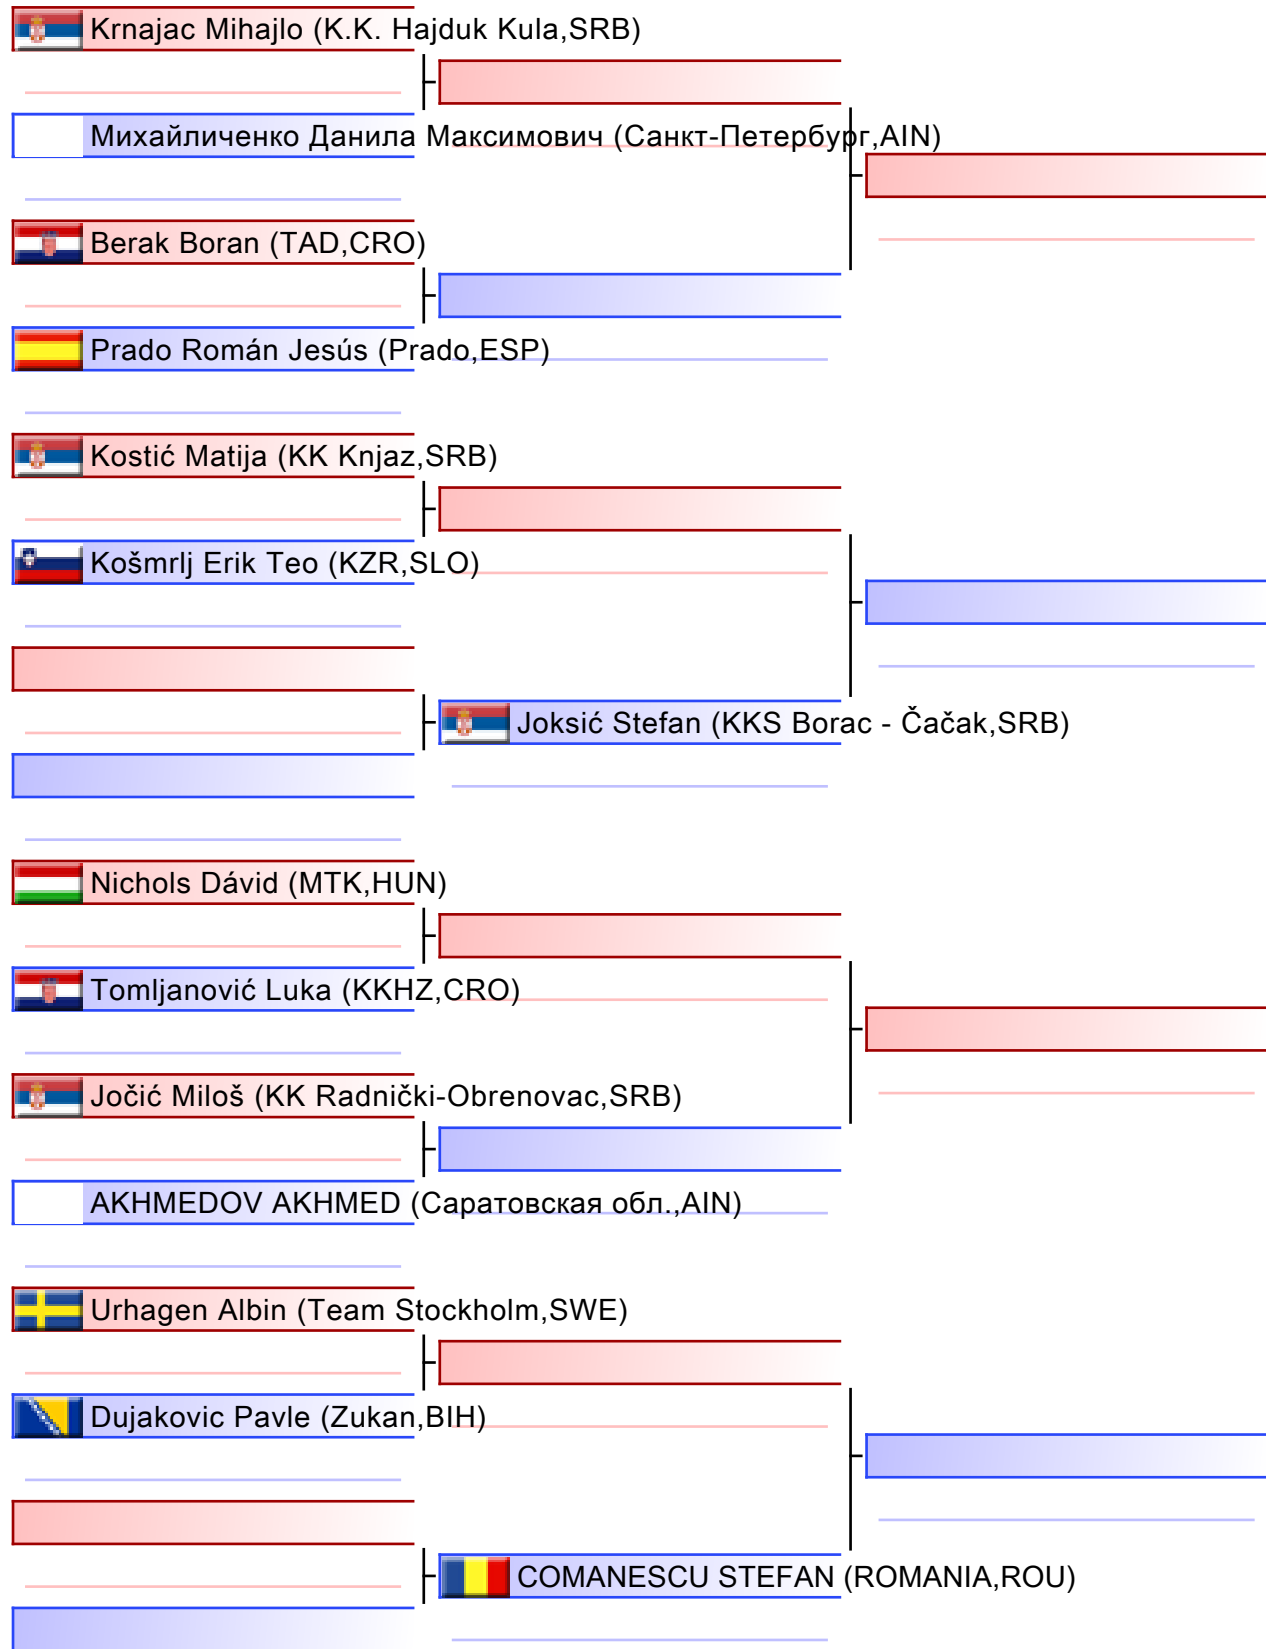 Krnajac Mihajlo (K.K. Hajduk Kula,SRB)
Михайличенко Данила Максимович (Санкт-Петербург,AIN)
Berak Boran (TAD,CRO)
Prado Román Jesús (Prado,ESP)
Kostić Matija (KK Knjaz,SRB)
Košmrlj Erik Teo (KZR,SLO)
Joksić Stefan (KKS Borac - Čačak,SRB)
Nichols Dávid (MTK,HUN)
Tomljanović Luka (KKHZ,CRO)
Jočić Miloš (KK Radnički-Obrenovac,SRB)
AKHMEDOV AKHMED (Саратовская обл.,AIN)
Urhagen Albin (Team Stockholm,SWE)
Dujakovic Pavle (Zukan,BIH)
COMANESCU STEFAN (ROMANIA,ROU)